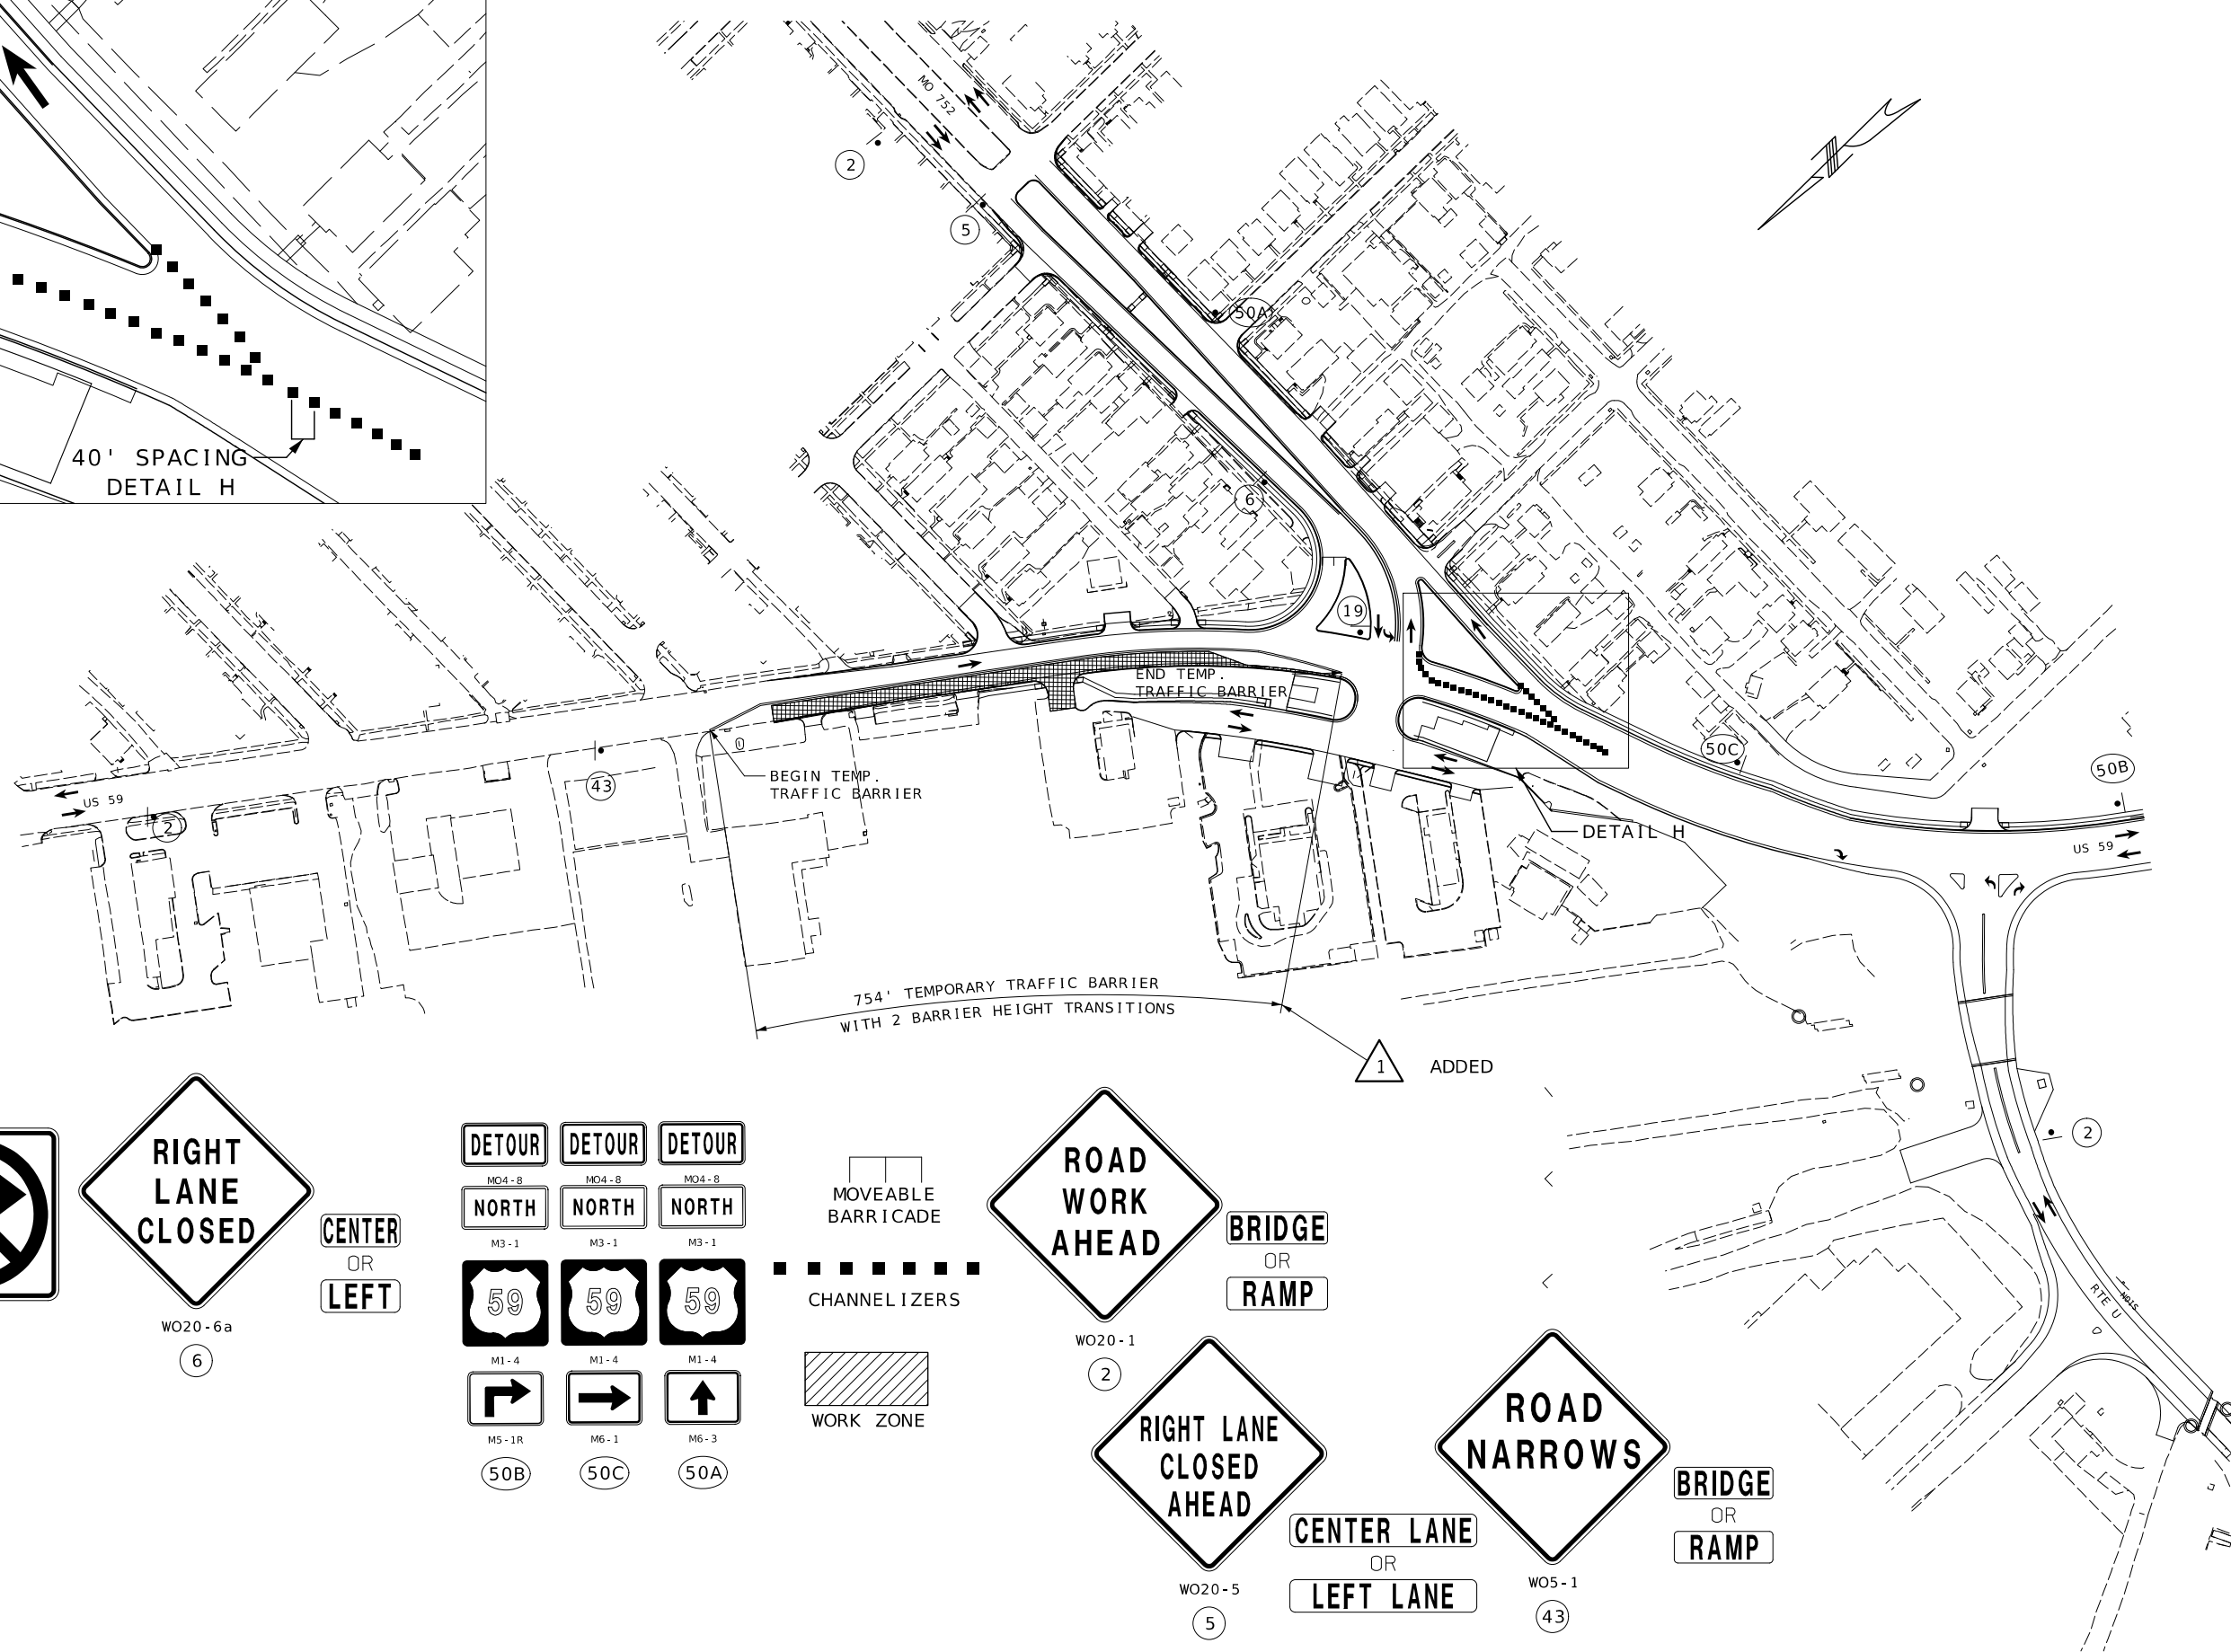 MO 752
2
5
50A
6
19
40' SPACING
DETAIL H
END TEMP.
TRAFFIC BARRIER
BEGIN TEMP.
TRAFFIC BARRIER
43
US 59
2
50C
50B
DETAIL H
US 59
754' TEMPORARY TRAFFIC BARRIER
WITH 2 BARRIER HEIGHT TRANSITIONS
1
ADDED
2
RTE U
RIGHT
LANE
CLOSED
CENTER
OR
LEFT
WO20-6a
6
DETOUR
MO4-8
NORTH
M3-1
59
M1-4
M5-1R
50B
DETOUR
MO4-8
NORTH
M3-1
59
M1-4
M6-1
50C
DETOUR
MO4-8
NORTH
M3-1
59
M1-4
M6-3
50A
MOVEABLE
BARRICADE
CHANNELIZERS
WORK ZONE
ROAD
WORK
AHEAD
BRIDGE
OR
RAMP
WO20-1
2
RIGHT LANE
CLOSED
AHEAD
CENTER LANE
OR
LEFT LANE
WO20-5
5
ROAD
NARROWS
BRIDGE
OR
RAMP
WO5-1
43